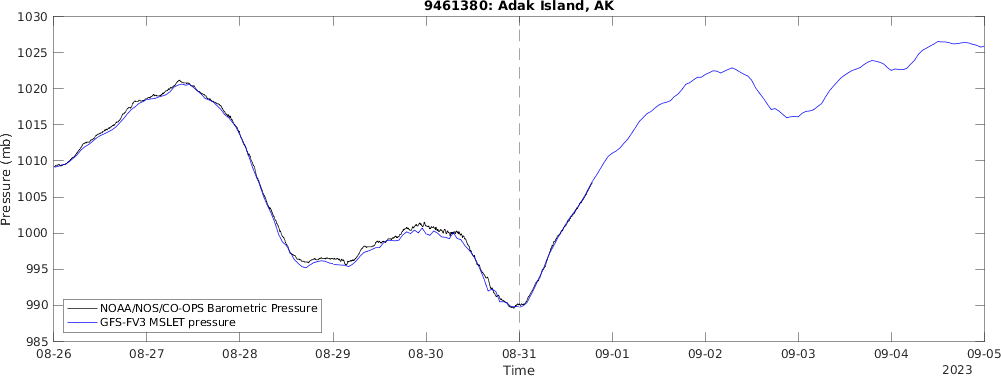 9461380: Adak Island, AK
Pressure (mb)
1030
1025
1020
1015
1010
1005
1000
995
990
985
NOAA/NOS/CO-OPS Barometric Pressure
GFS-FV3 MSLET pressure
08-26 08-27 08-28 08-29 08-30 08-31 09-01 09-02 09-03 09-04 09-05
Time
2023